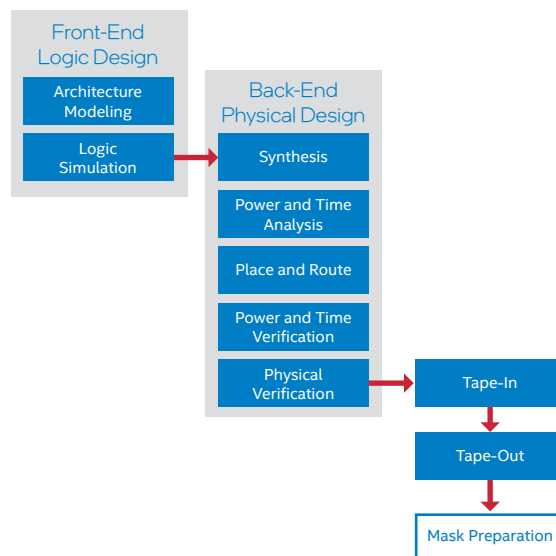 Front-End
Logic Design
Architecture
Modeling
Logic
Simulation
Back-End
Physical Design
Synthesis
Power and Time
Analysis
Place and Route
Power and Time
Verification
Physical
Verification
Tape-In
Tape-Out
Mask Preparation